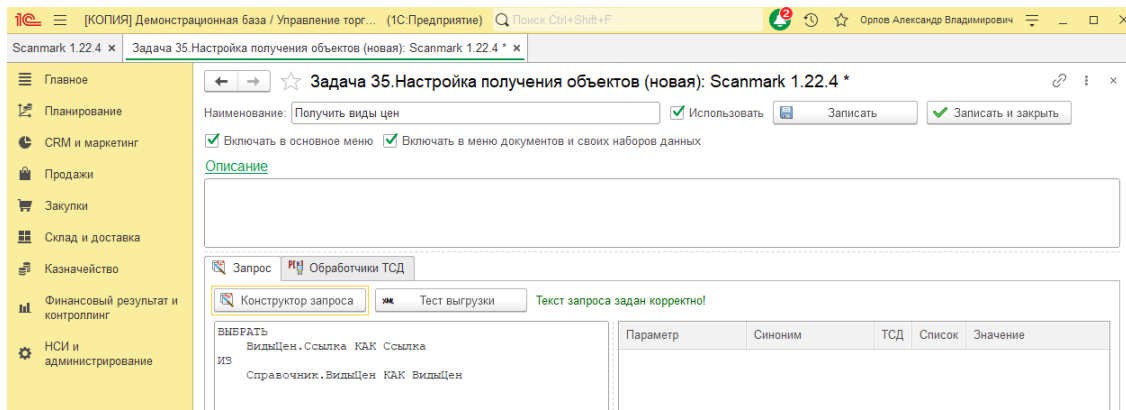 [КОПИЯ] Демонстрационная база / Управление торг... (1С:Предприятие) Поиск Ctrl+Shift+F 2 Орлов Александр Владимирович
Scanmark 1.22.4 × Задача 35.Настройка получения объектов (новая): Scanmark 1.22.4 * ×
Главное
Планирование
CRM и маркетинг
Продажи
Закупки
Склад и доставка
Казначейство
Финансовый результат и
контроллинг
НСИ и
администрирование
Задача 35.Настройка получения объектов (новая): Scanmark 1.22.4 *
Наименование: Получить виды цен Использовать Записать Записать и закрыть
Включать в основное меню Включать в меню документов и своих наборов данных
Описание
Запрос Обработчики ТСД
Конструктор запроса XML Тест выгрузки Текст запроса задан корректно!
ВЫБРАТЬ
ВидыЦен.Ссылка КАК Ссылка
ИЗ
Справочник.ВидыЦен КАК ВидыЦен
Параметр Синоним ТСД Список Значение